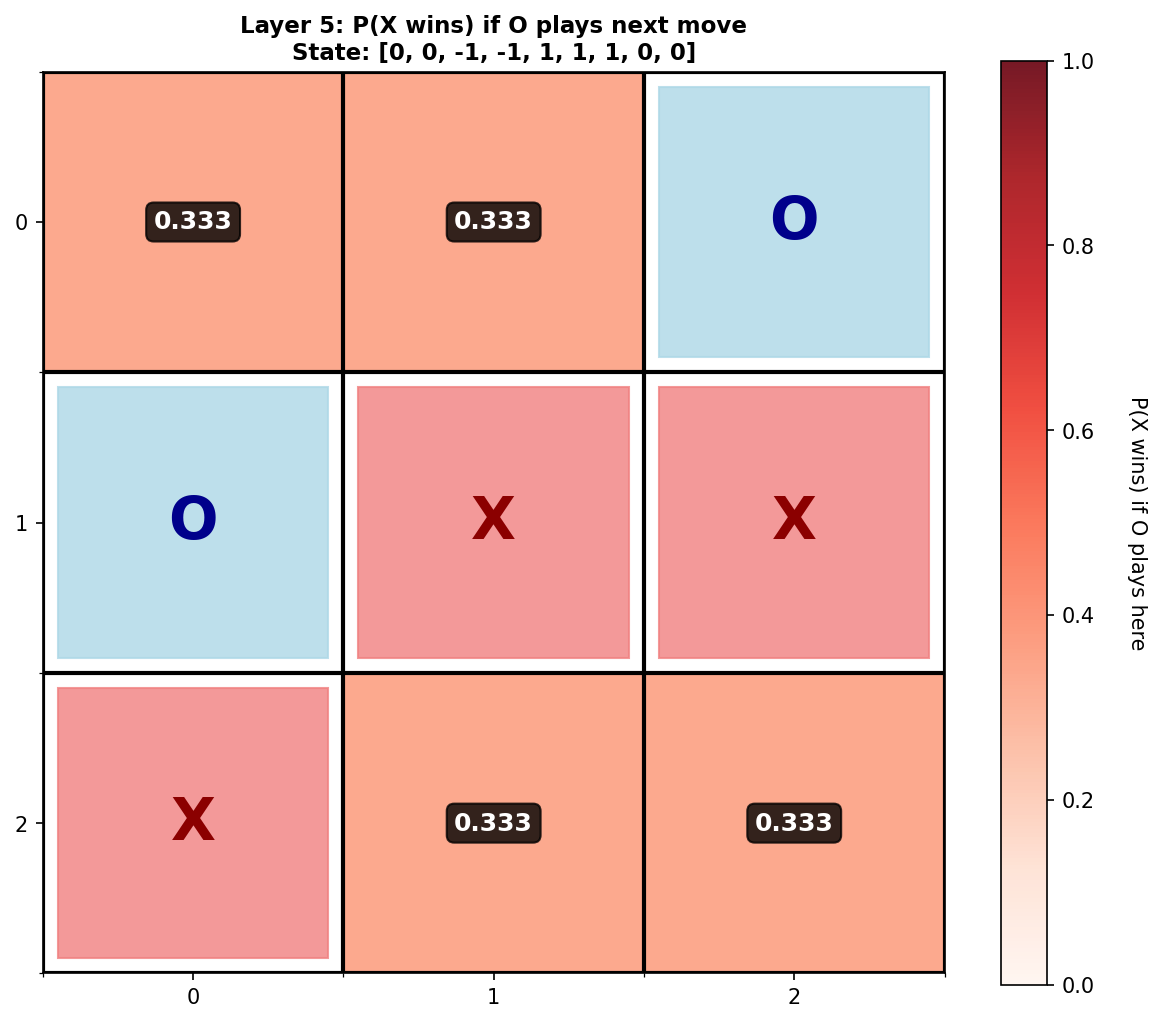 Layer 5: P(X wins) if O plays next move
State: [0, 0, -1, -1, 1, 1, 1, 0, 0]
0
0.333
0.333
O
1
O
X
X
2
X
0.333
0.333
0
1
2
1.0
0.8
0.6
0.4
0.2
0.0
P(X wins) if O plays here